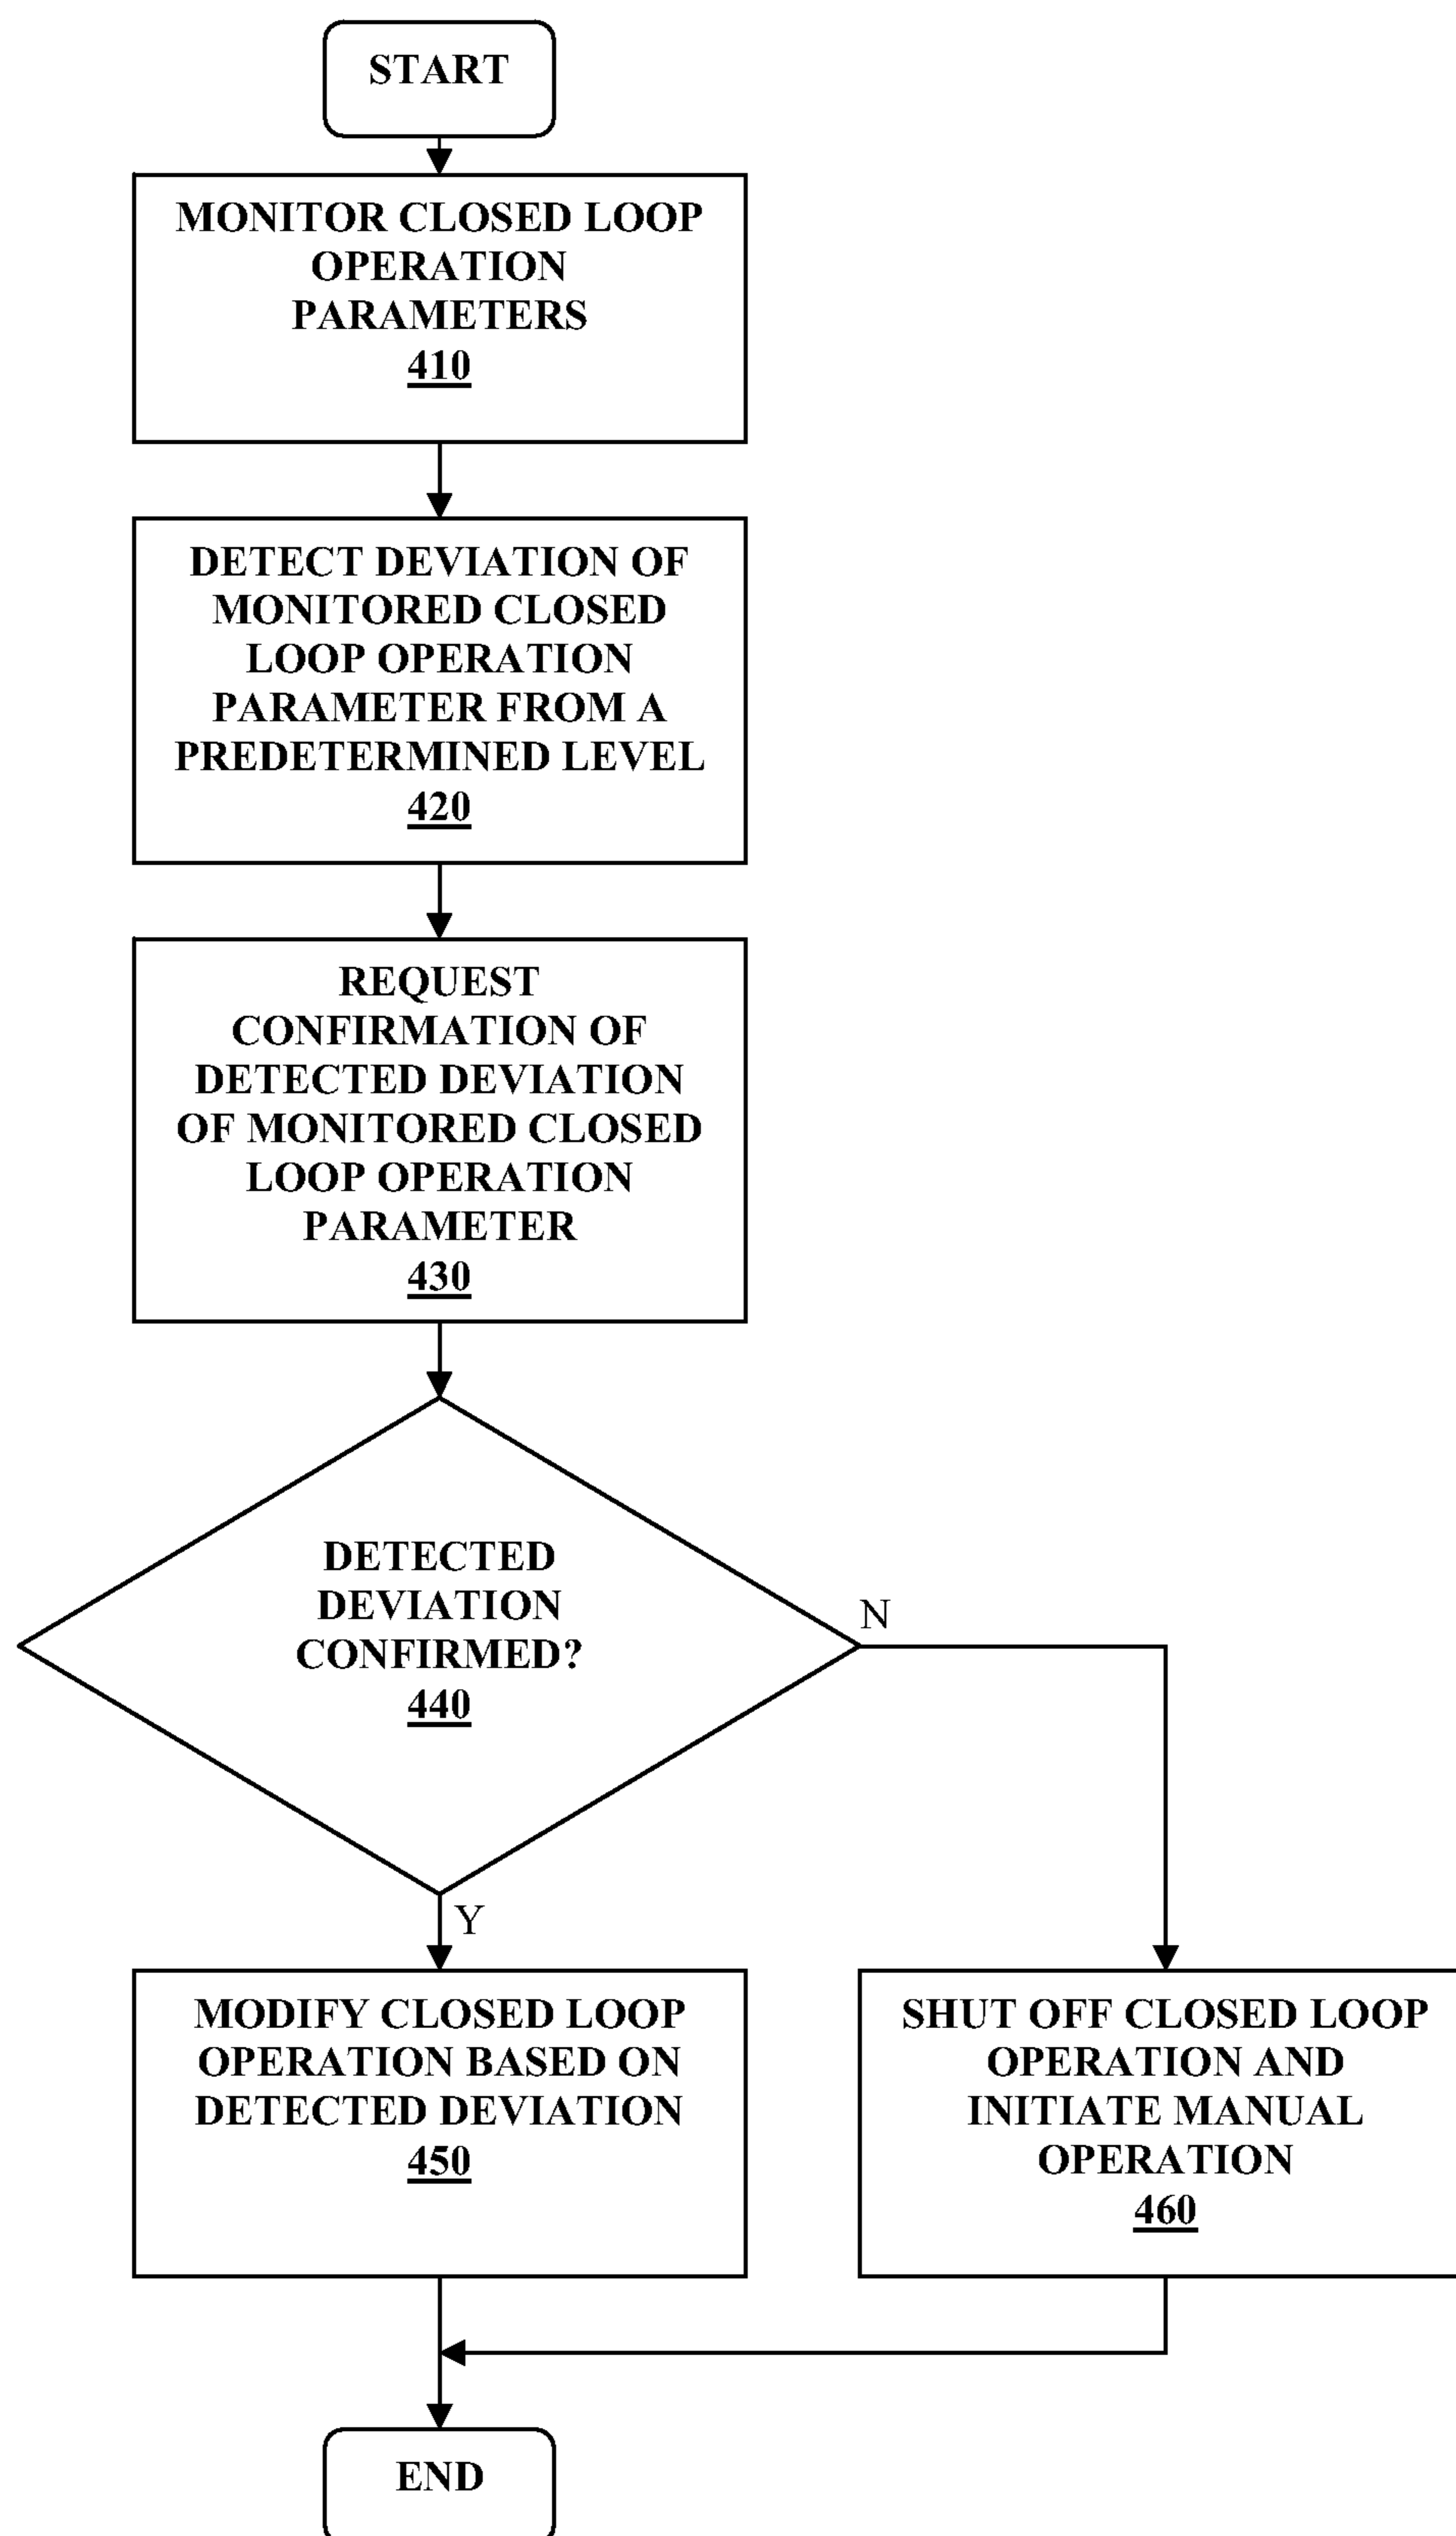 START
MONITOR CLOSED LOOP
OPERATION
PARAMETERS
410
DETECT DEVIATION OF
MONITORED CLOSED
LOOP OPERATION
PARAMETER FROM A
PREDETERMINED LEVEL
420
REQUEST
CONFIRMATION OF
DETECTED DEVIATION
OF MONITORED CLOSED
LOOP OPERATION
PARAMETER
430
DETECTED
DEVIATION
CONFIRMED?
440
N
Y
MODIFY CLOSED LOOP
OPERATION BASED ON
DETECTED DEVIATION
450
SHUT OFF CLOSED LOOP
OPERATION AND
INITIATE MANUAL
OPERATION
460
END